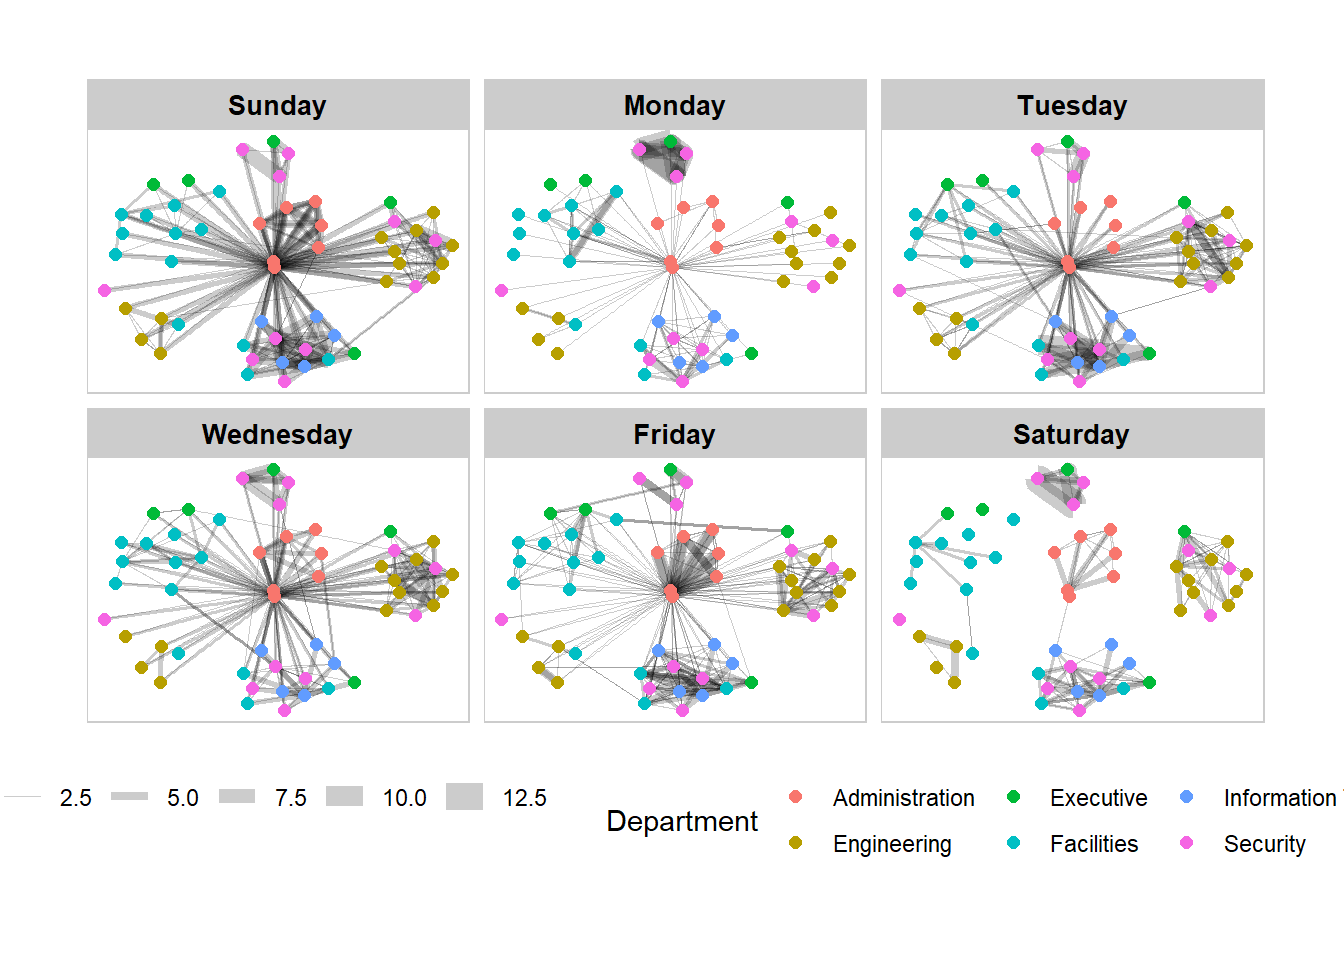 Sunday Monday Tuesday
Wednesday Friday Saturday
2.5 5.0 7.5 10.0 12.5
Department
Administration Executive Information
Engineering Facilities Security